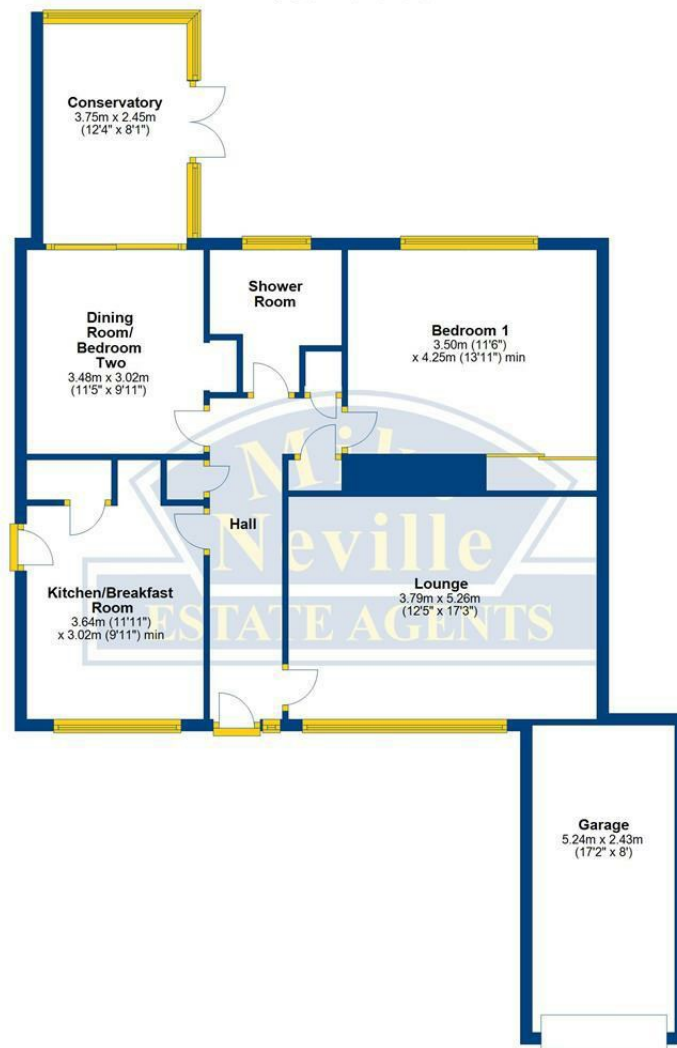 Conservatory
3.75m x 2.45m
(12'4" x 8'1")
Shower
Room
Dining
Room/
Bedroom
Two
3.48m x 3.02m
(11'5" x 9'11")
Bedroom 1
3.50m (11'6")
x 4.25m (13'11") min
Hall
Neville
ESTATE AGENTS
Kitchen/Breakfast
Room
3.64m (11'11")
x 3.02m (9'11") min
Lounge
3.79m x 5.26m
(12'5" x 17'3")
Garage
5.24m x 2.43m
(17'2" x 8')